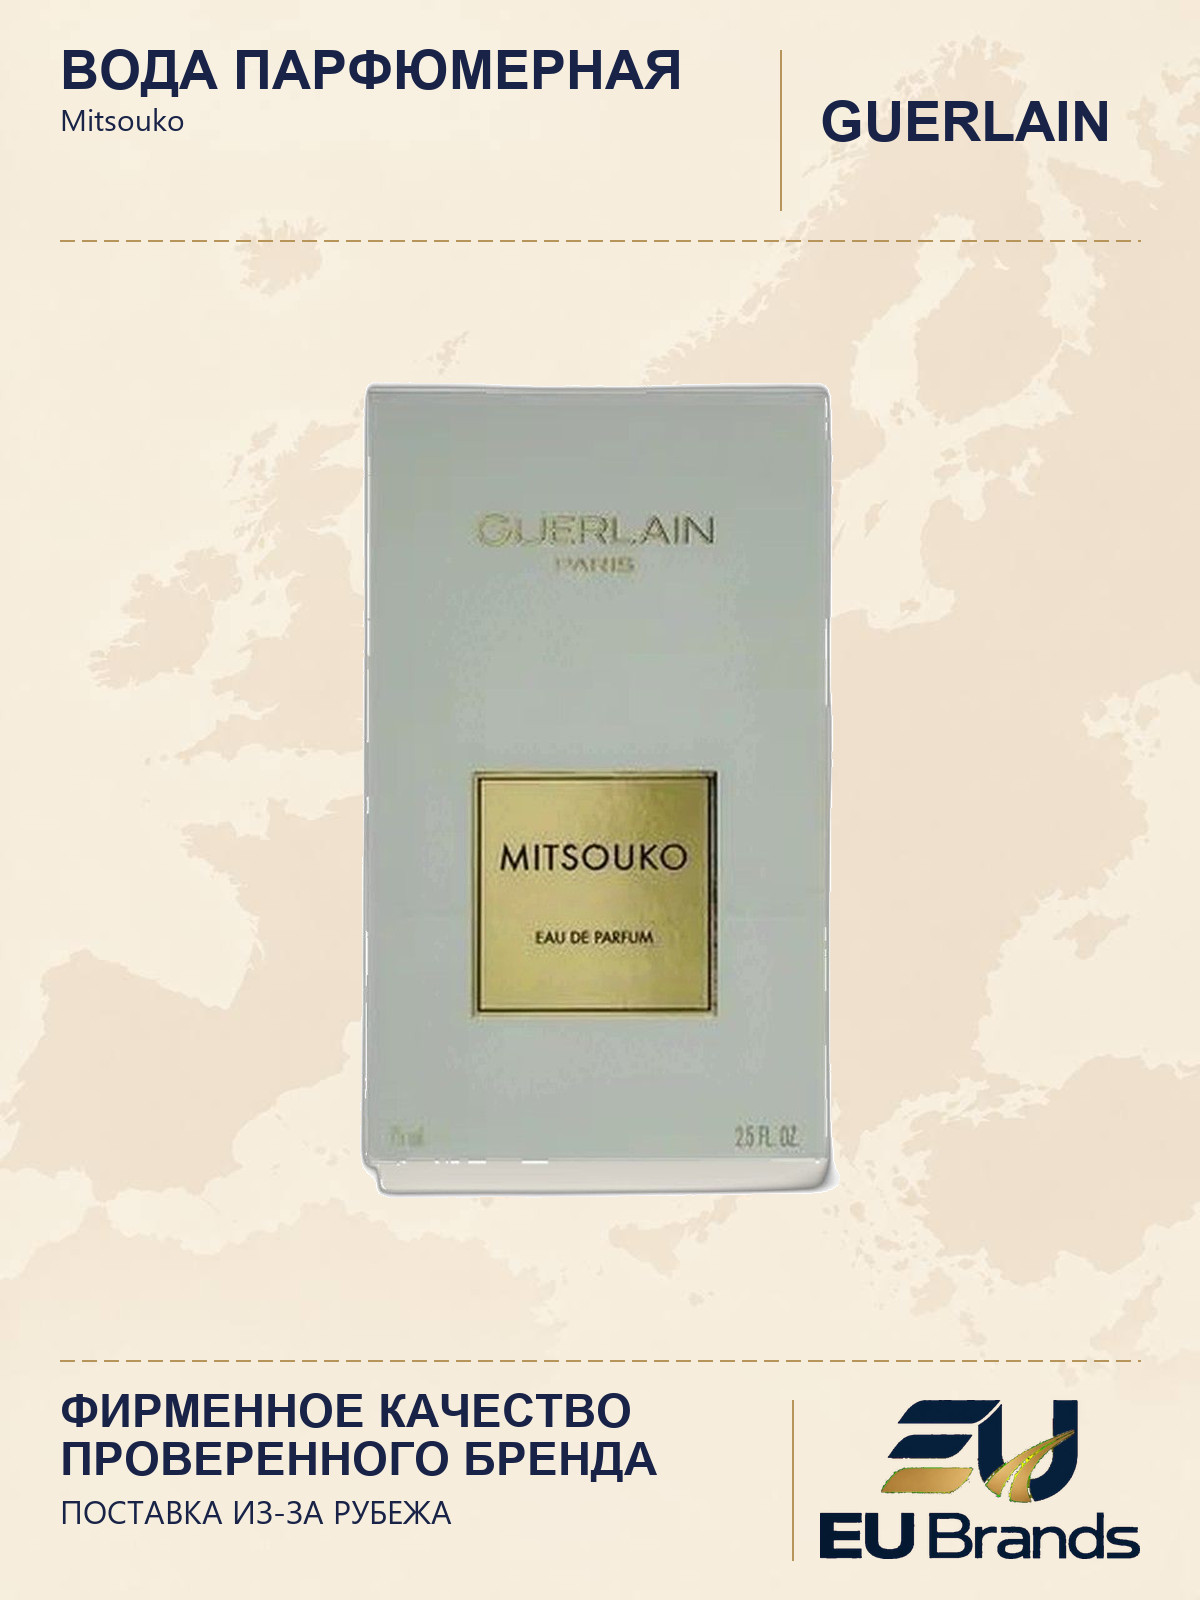 ВОДА ПАРФЮМЕРНАЯ
Mitsouko
GUERLAIN
GUERLAIN
PARIS
MITSOUKO
EAU DE PARFUM
75 ml
2.5 FL. OZ.
ФИРМЕННОЕ КАЧЕСТВО
ПРОВЕРЕННОГО БРЕНДА
ПОСТАВКА ИЗ-ЗА РУБЕЖА
EU
EU Brands